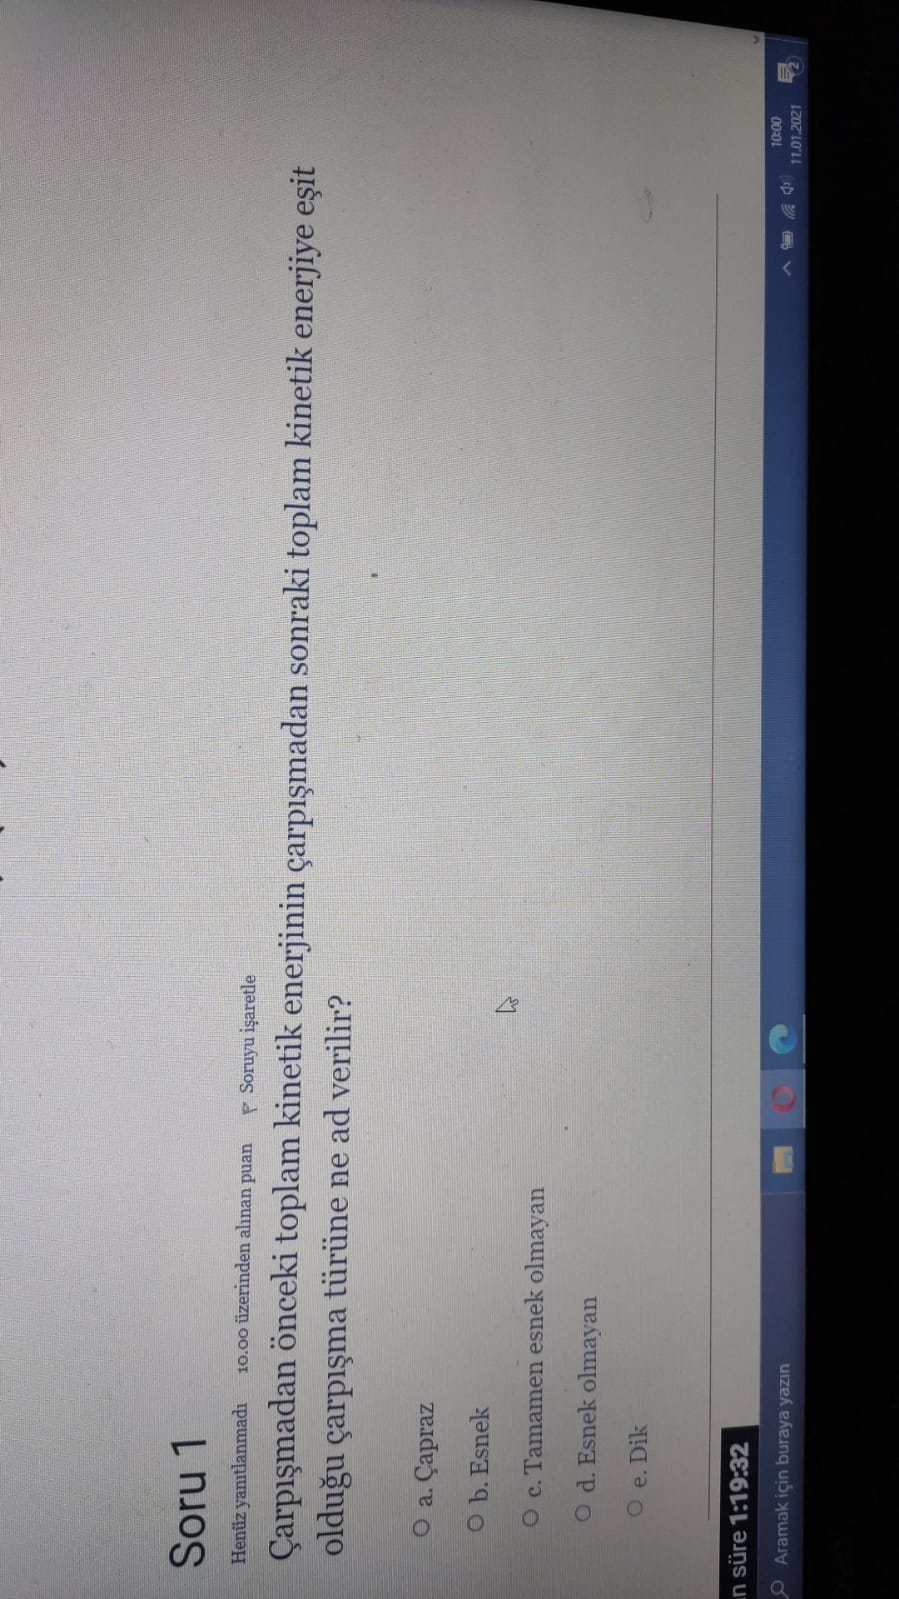 Soru 1
Henüz yanıtlanmadı 10.00 üzerinden alınan puan Soruyu işaretle
Çarpışmadan önceki toplam kinetik enerjinin çarpışmadan sonraki toplam kinetik enerjiye eşit
olduğu çarpışma türüne ne ad verilir?
a. Çapraz
b. Esnek
c. Tamamen esnek olmayan
d. Esnek olmayan
e. Dik
n süre 1:19:32
Aramak için buraya yazın
10:00
11.01.2021
2